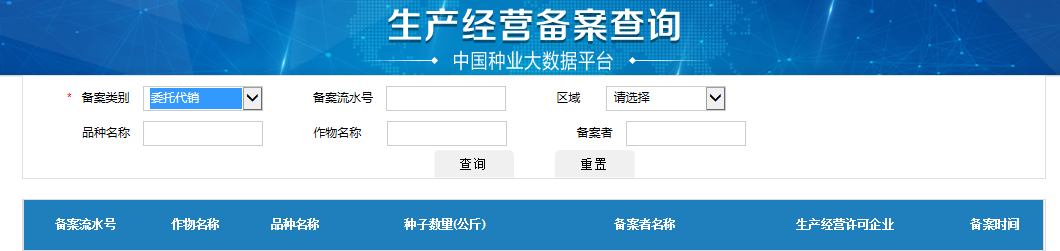 生产经营备案查询
中国种业大数据平台
* 备案类别 委托代销 备案流水号 区域 请选择
品种名称 作物名称 备案者
查询 重置
备案流水号 作物名称 品种名称 种子数量(公斤) 备案者名称 生产经营许可企业 备案时间